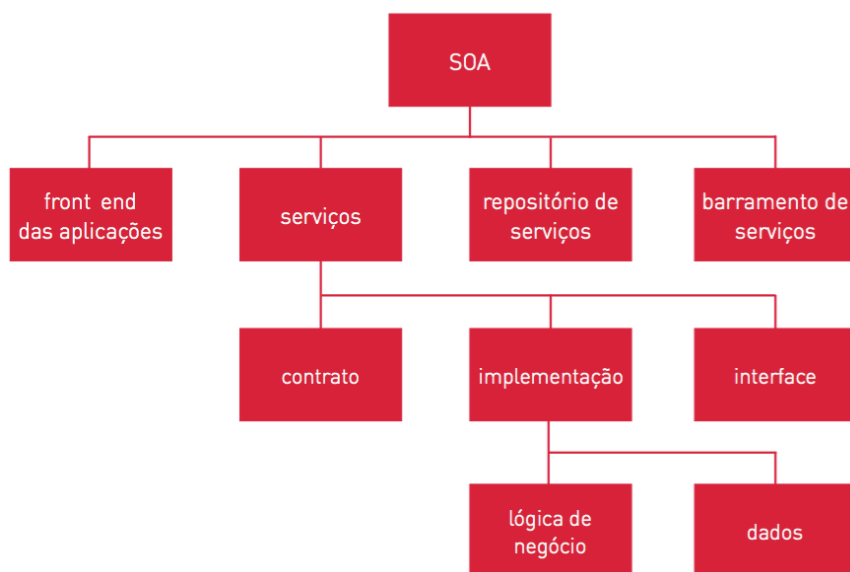 SOA
front end
das aplicações
serviços
repositório de
serviços
barramento de
serviços
contrato
implementação
interface
lógica de
negócio
dados